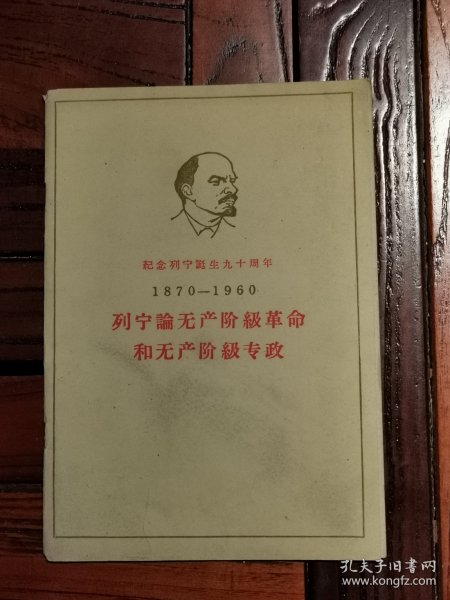 紀念列宁誕生九十周年
1870—1960
列宁論无产阶級革命
和无产阶級专政
孔夫子旧书网
www.kongfz.com